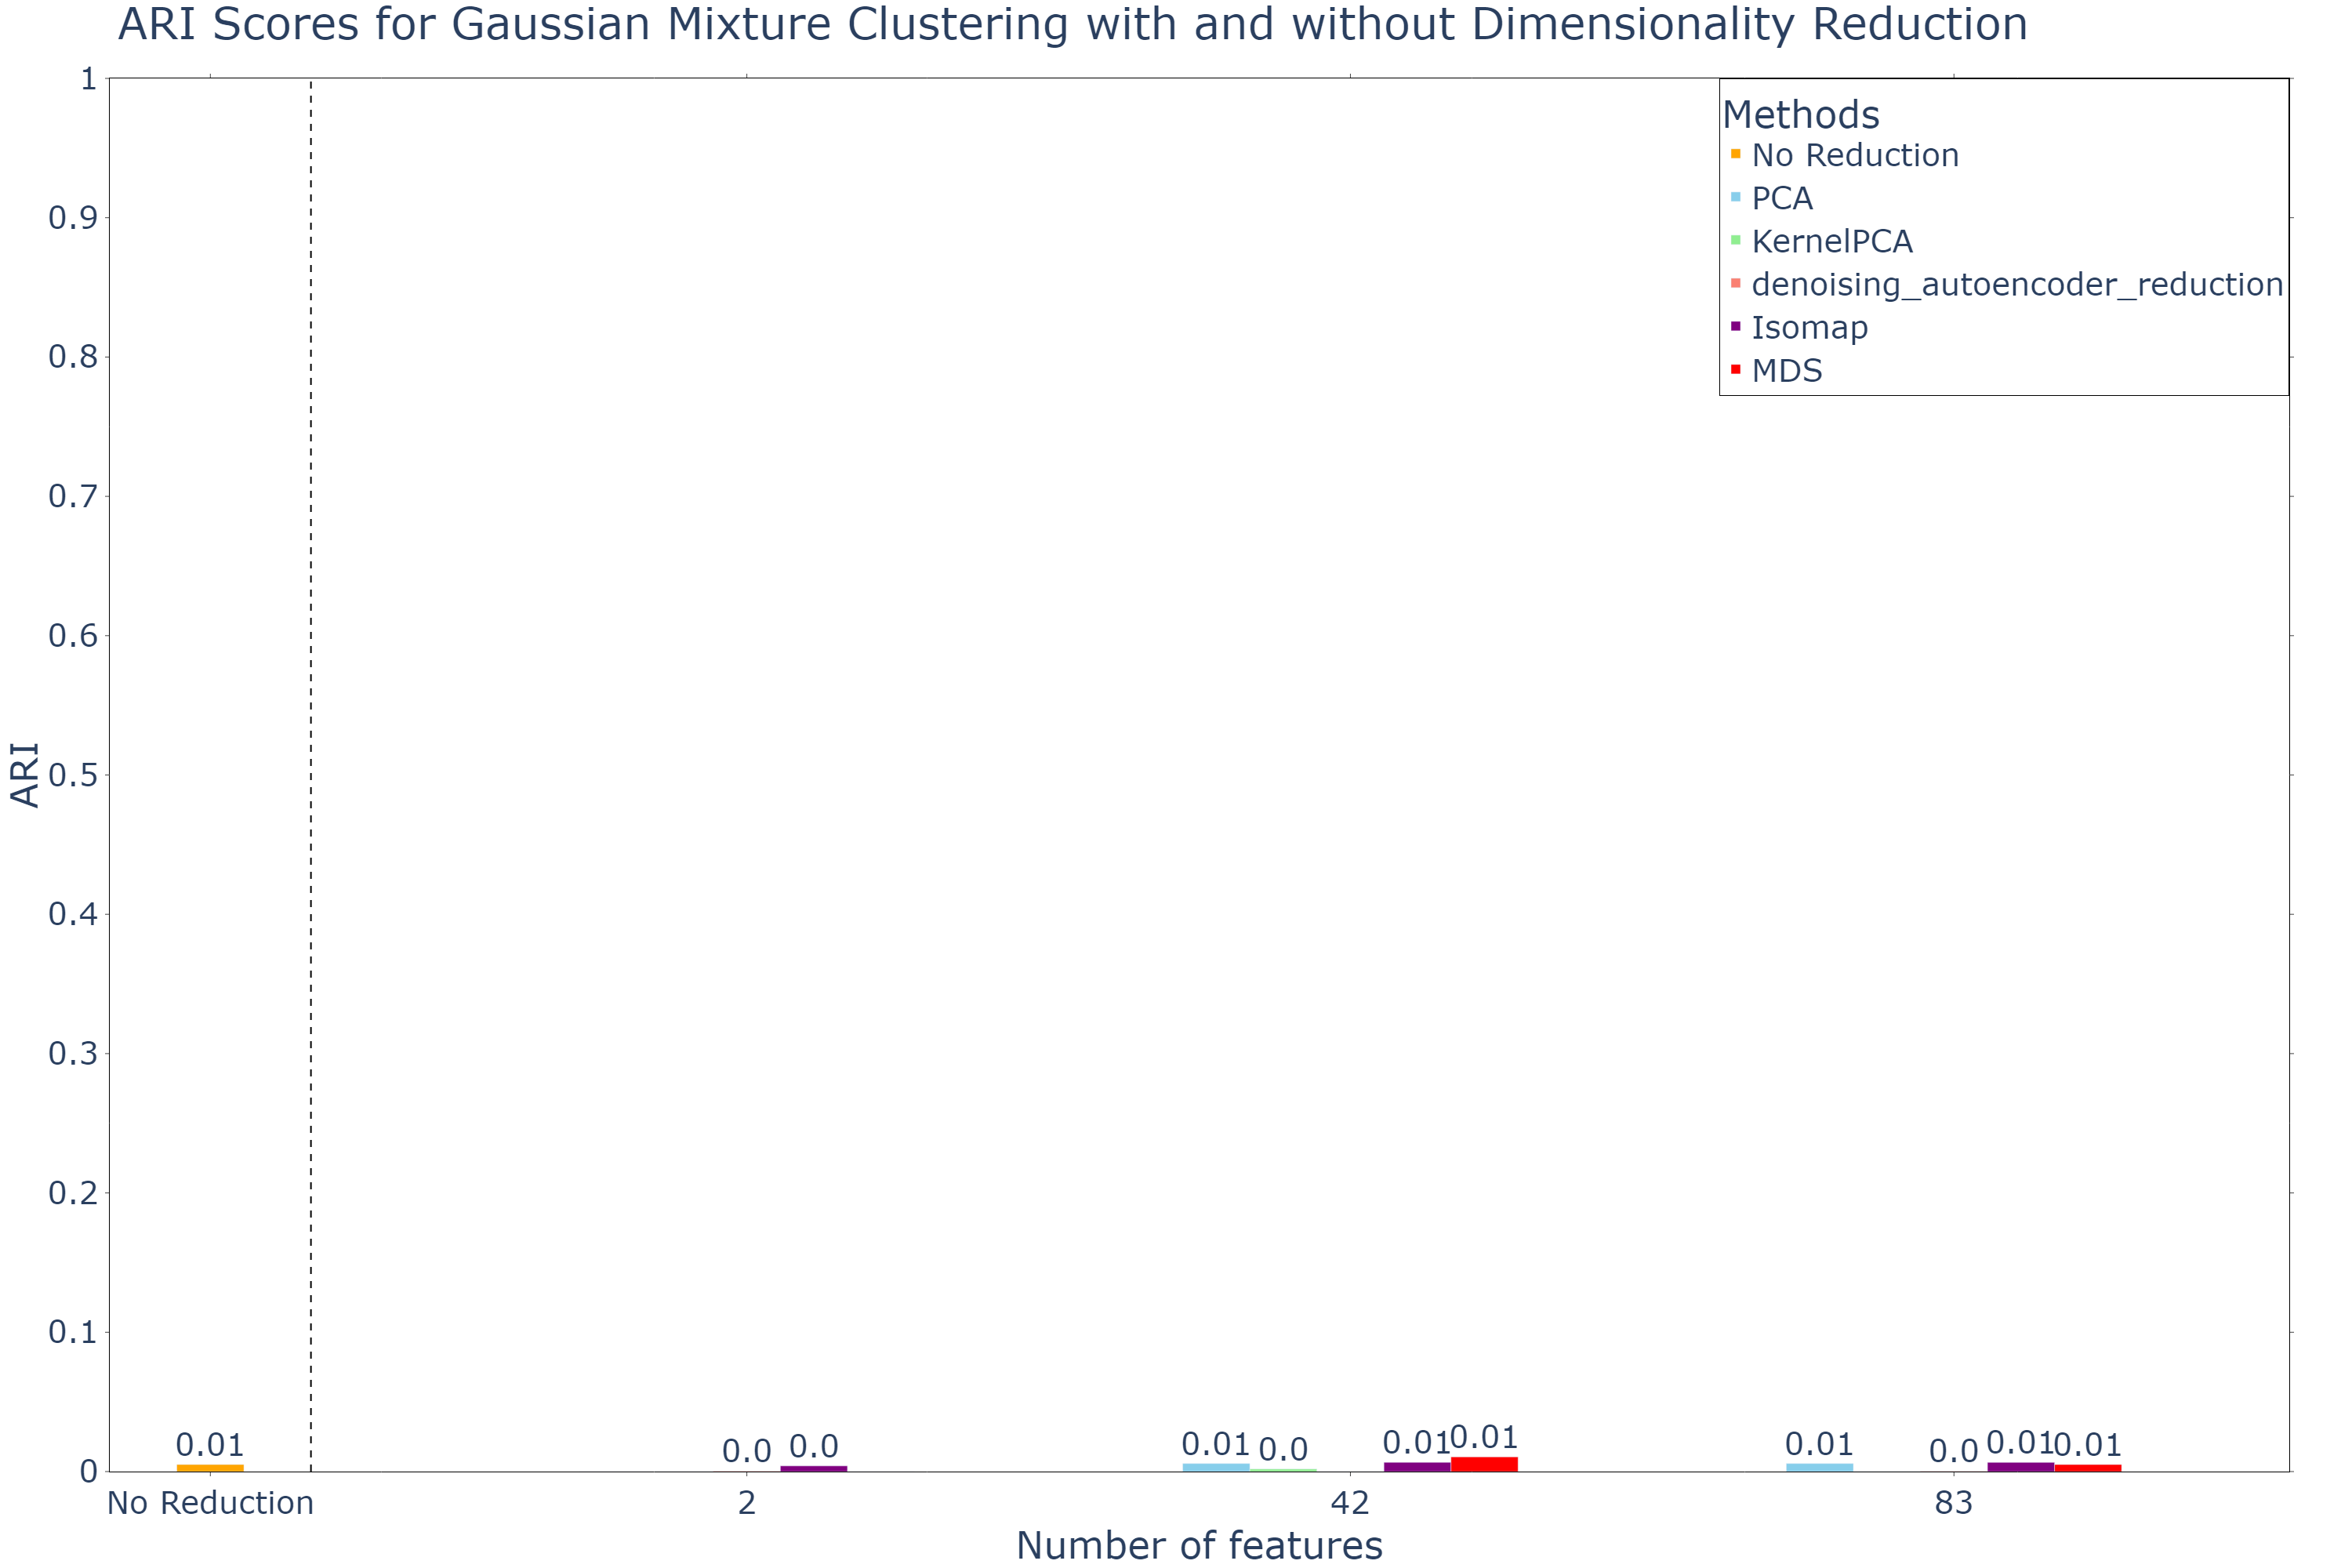 ARI Scores for Gaussian Mixture Clustering with and without Dimensionality Reduction
Methods
No Reduction
PCA
KernelPCA
denoising_autoencoder_reduction
Isomap
MDS
ARI
1
0.9
0.8
0.7
0.6
0.5
0.4
0.3
0.2
0.1
0
0.01
0.0
0.0
0.01
0.0
0.01
0.01
0.01
0.0
0.01
0.01
No Reduction
2
42
83
Number of features